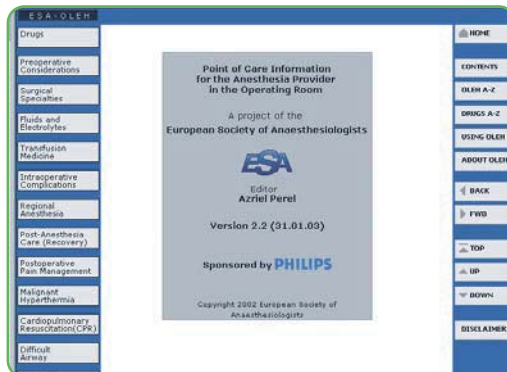 ESA-OLEH
Drugs
Preoperative
Considerations
Surgical
Specialties
Fluids and
Electrolytes
Transfusion
Medicine
Intraoperative
Complications
Regional
Anesthesia
Post-Anesthesia
Care (Recovery)
Postoperative
Pain Management
Malignant
Hyperthermia
Cardiopulmonary
Resuscitation(CPR)
Difficult
Airway
Point of Care Information
for the Anesthesia Provider
in the Operating Room
A project of the
European Society of Anaesthesiologists
ESA
Editor
Azriel Perel
Version 2.2 (31.01.03)
Sponsored by PHILIPS
Copyright 2002 European Society of
Anaesthesiologists
HOME
CONTENTS
OLEH A-Z
DRUGS A-Z
USING OLEH
ABOUT OLEH
BACK
FWD
TOP
UP
DOWN
DISCLAIMER